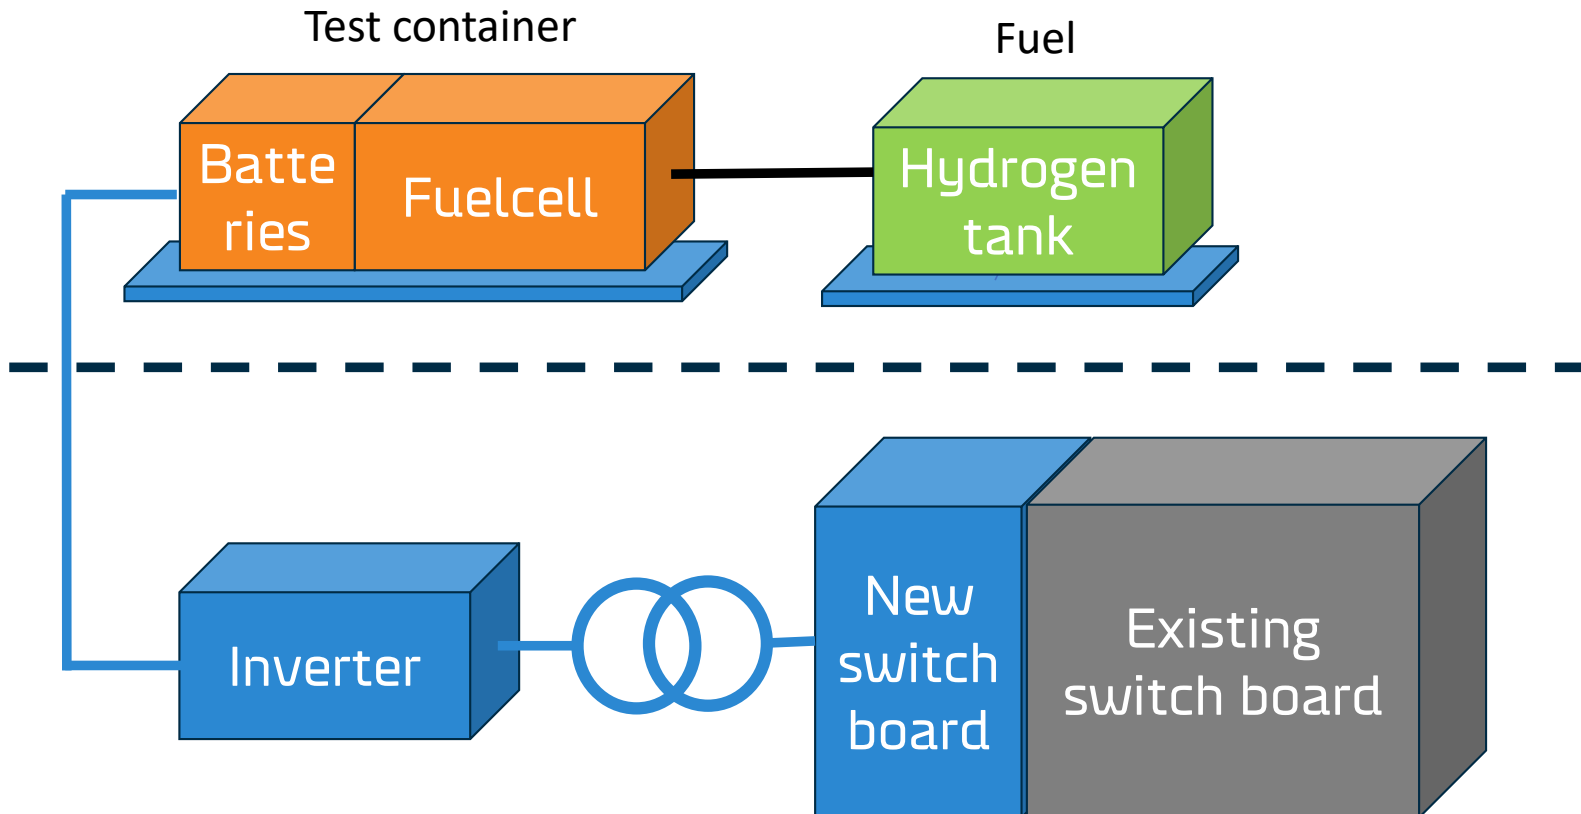 Test container
Fuel
Batte
ries
Fuelcell
Hydrogen
tank
Inverter
New
switch
board
Existing
switch board